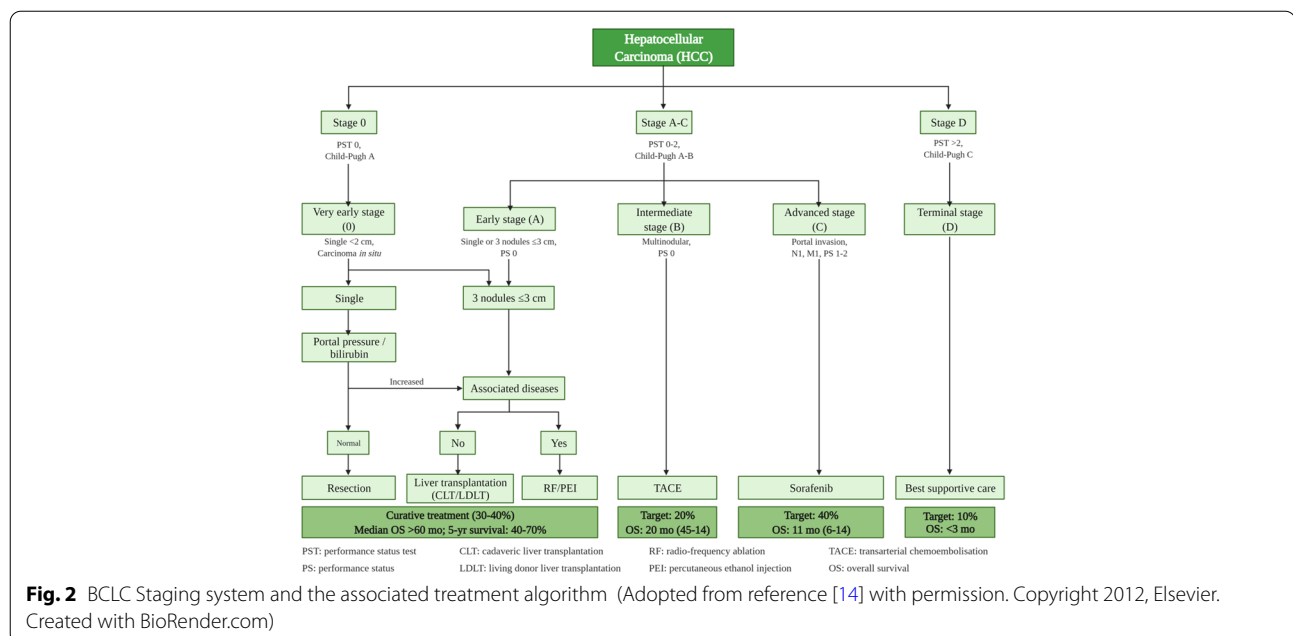 Hepatocellular
Carcinoma (HCC)
Stage 0
Stage A-C
Stage D
PST 0,
Child-Pugh A
PST 0-2,
Child-Pugh A-B
PST >2,
Child-Pugh C
Very early stage
(0)
Early stage (A)
Intermediate
stage (B)
Advanced stage
(C)
Terminal stage
(D)
Single <2 cm,
Carcinoma in situ
Single or 3 nodules ≤3 cm,
PS 0
Multinodular,
PS 0
Portal invasion,
N1, M1, PS 1-2
Single
3 nodules ≤3 cm
Portal pressure /
bilirubin
Increased
Associated diseases
Normal
No
Yes
Resection
Liver transplantation
(CLT/LDLT)
RF/PEI
TACE
Sorafenib
Best supportive care
Curative treatment (30-40%)
Median OS >60 mo; 5-yr survival: 40-70%
Target: 20%
OS: 20 mo (45-14)
Target: 40%
OS: 11 mo (6-14)
Target: 10%
OS: <3 mo
PST: performance status test
CLT: cadaveric liver transplantation
RF: radio-frequency ablation
TACE: transarterial chemoembolisation
PS: performance status
LDLT: living donor liver transplantation
PEI: percutaneous ethanol injection
OS: overall survival
Fig. 2 BCLC Staging system and the associated treatment algorithm (Adopted from reference [14] with permission. Copyright 2012, Elsevier.
Created with BioRender.com)